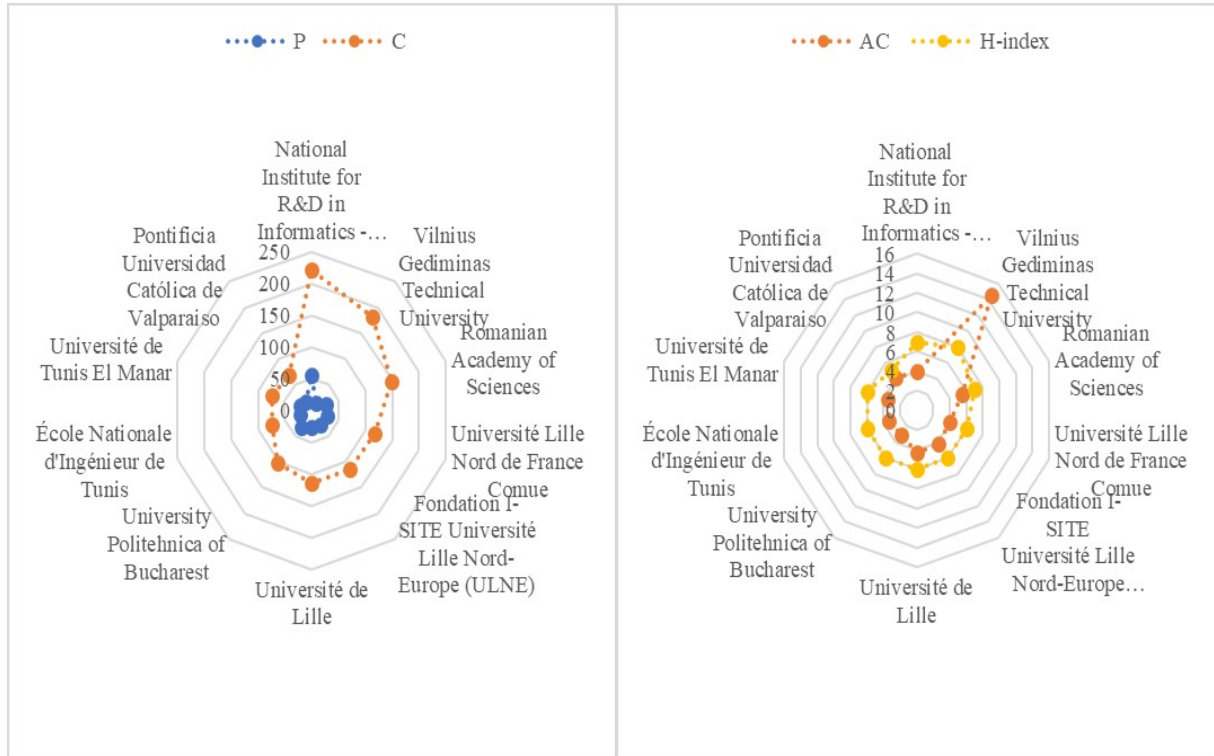 P C
National
Institute for
R&D in
Informatics -…
Vilnius
Gediminas
Technical
University
Romanian
Academy of
Sciences
Université Lille
Nord de France
Comue
Fondation I-
SITE Université
Lille Nord-
Europe (ULNE)
Université de
Lille
University
Politehnica of
Bucharest
École Nationale
d'Ingénieur de
Tunis
Université de
Tunis El Manar
Pontificia
Universidad
Católica de
Valparaiso
250
200
150
100
50
0
AC H-index
National
Institute for
R&D in
Informatics -…
Vilnius
Gediminas
Technical
University
Romanian
Academy of
Sciences
Université Lille
Nord de France
Comue
Fondation I-
SITE
Université Lille
Nord-Europe…
Université de
Lille
University
Politehnica of
Bucharest
École Nationale
d'Ingénieur de
Tunis
Université de
Tunis El Manar
Pontificia
Universidad
Católica de
Valparaiso
16
14
12
10
8
6
4
2
0